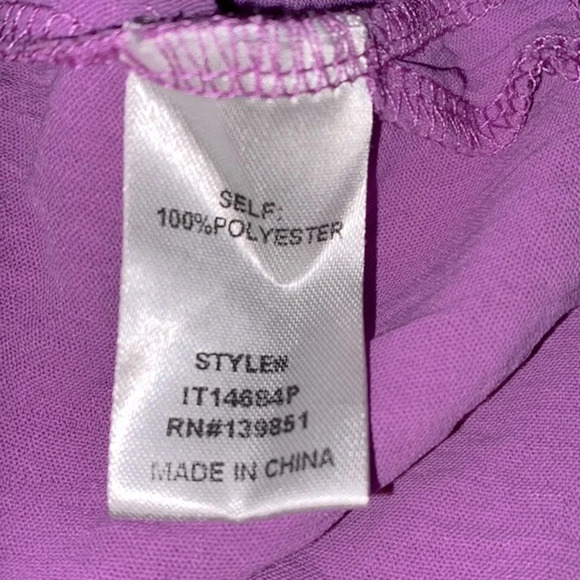 SELF:
100%POLYESTER
STYLE#
IT14684P
RN#139851
MADE IN CHINA